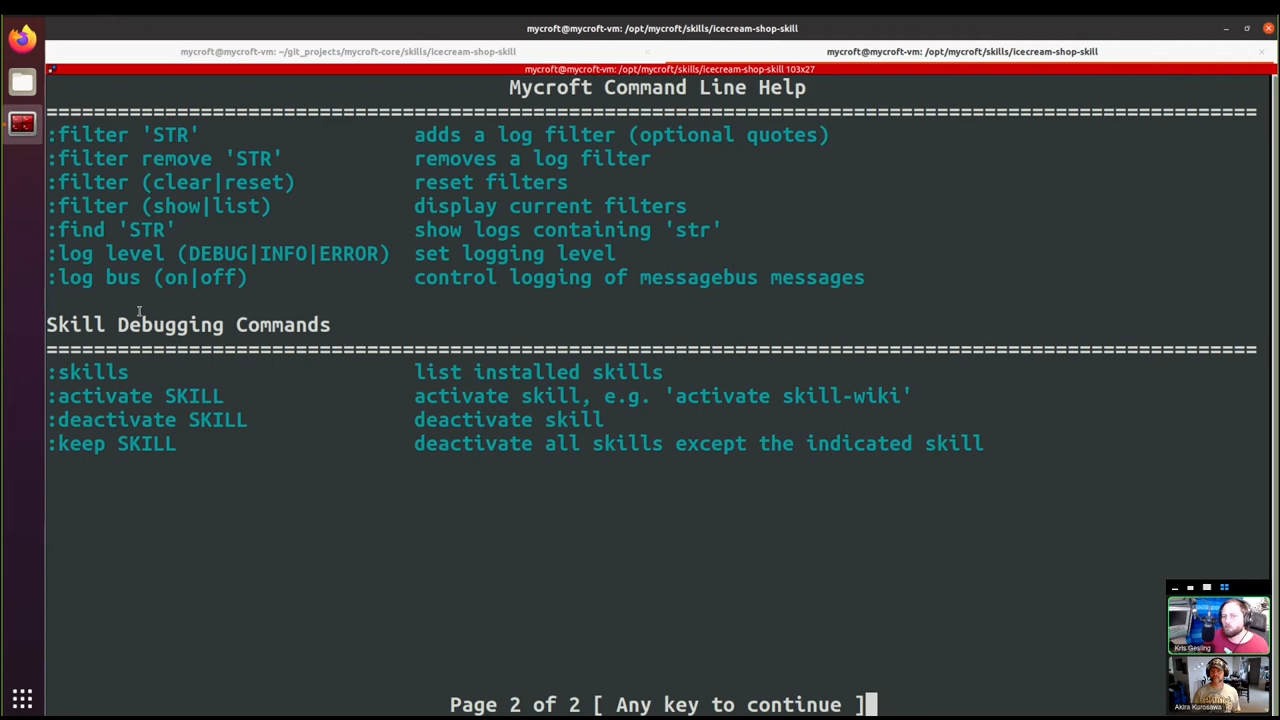 mycroft@mycroft-vm: /opt/mycroft/skills/icecream-shop-skill
mycroft@mycroft-vm: ~/git_projects/mycroft-core/skills/icecream-shop-skill
mycroft@mycroft-vm: /opt/mycroft/skills/icecream-shop-skill
mycroft@mycroft-vm: /opt/mycroft/skills/icecream-shop-skill 103x27
Mycroft Command Line Help
=======================================================================================================
:filter 'STR' adds a log filter (optional quotes)
:filter remove 'STR' removes a log filter
:filter (clear|reset) reset filters
:filter (show|list) display current filters
:find 'STR' show logs containing 'str'
:log level (DEBUG|INFO|ERROR) set logging level
:log bus (on|off) control logging of messagebus messages
Skill Debugging Commands
=======================================================================================================
:skills list installed skills
:activate SKILL activate skill, e.g. 'activate skill-wiki'
:deactivate SKILL deactivate skill
:keep SKILL deactivate all skills except the indicated skill
Kris Gesling
Akira Kurosawa
Page 2 of 2 [ Any key to continue ]